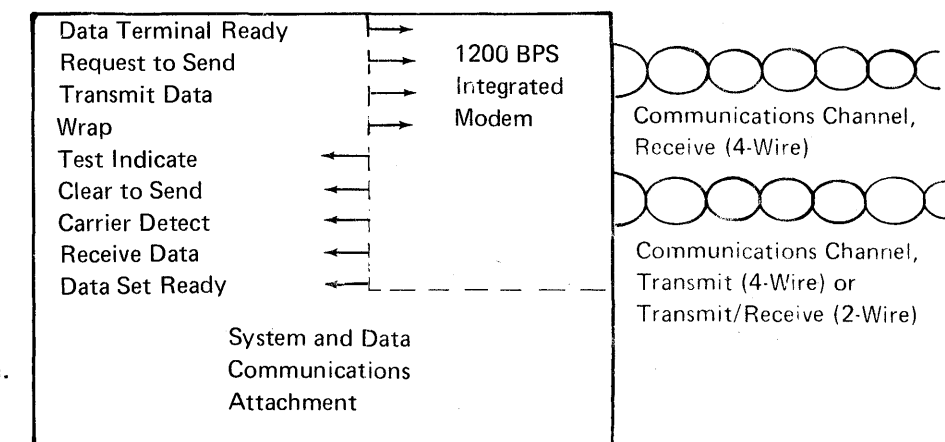 Data Terminal Ready
Request to Send
Transmit Data
Wrap
Test Indicate
Clear to Send
Carrier Detect
Receive Data
Data Set Ready
1200 BPS
Integrated
Modem
Communications Channel,
Receive (4-Wire)
Communications Channel,
Transmit (4-Wire) or
Transmit/Receive (2-Wire)
System and Data
Communications
Attachment